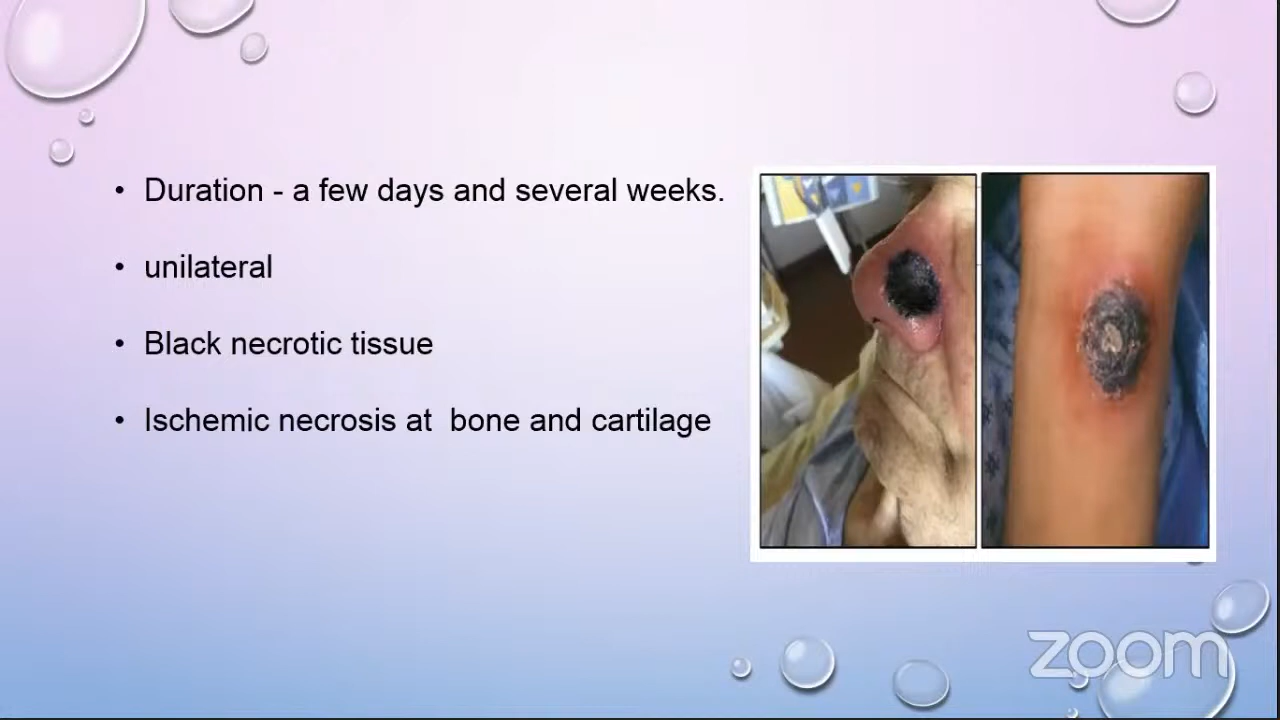 • Duration - a few days and several weeks.
• unilateral
• Black necrotic tissue
• Ischemic necrosis at  bone and cartilage
zoom